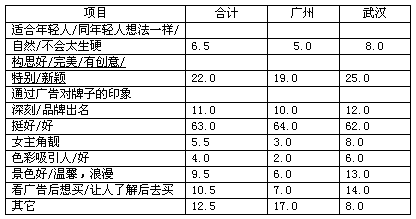 项目 合计 广州 武汉
适合年轻人/同年轻人想法一样/
自然/不会太生硬 6.5 5.0 8.0
构思好/完美/有创意/
特别/新颖 22.0 19.0 25.0
通过广告对牌子的印象
深刻/品牌出名 11.0 10.0 12.0
挺好/好 63.0 64.0 62.0
女主角靓 5.5 3.0 8.0
色彩吸引人/好 4.0 2.0 6.0
景色好/温馨,浪漫 9.5 6.0 13.0
看广告后想买/让人了解后去买 10.5 7.0 14.0
其它 12.5 17.0 8.0